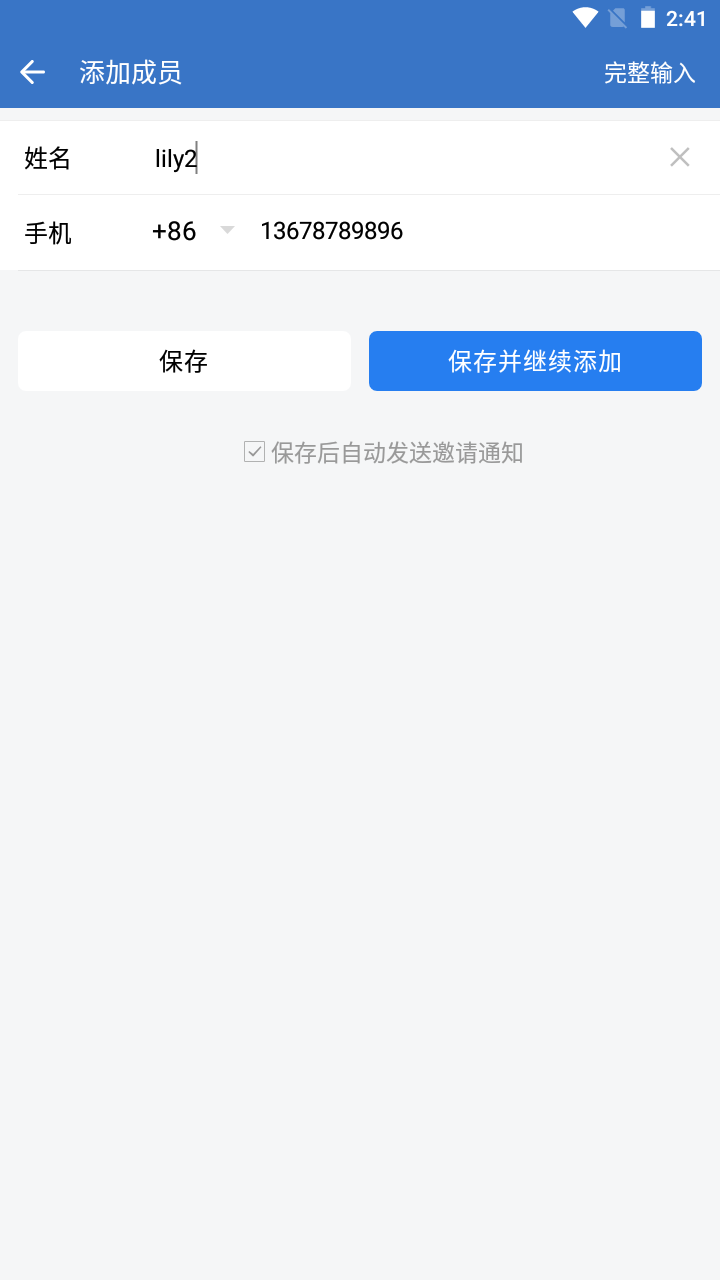 2:41
添加成员 完整输入
姓名 lily2
手机 +86 13678789896
保存 保存并继续添加
保存后自动发送邀请通知